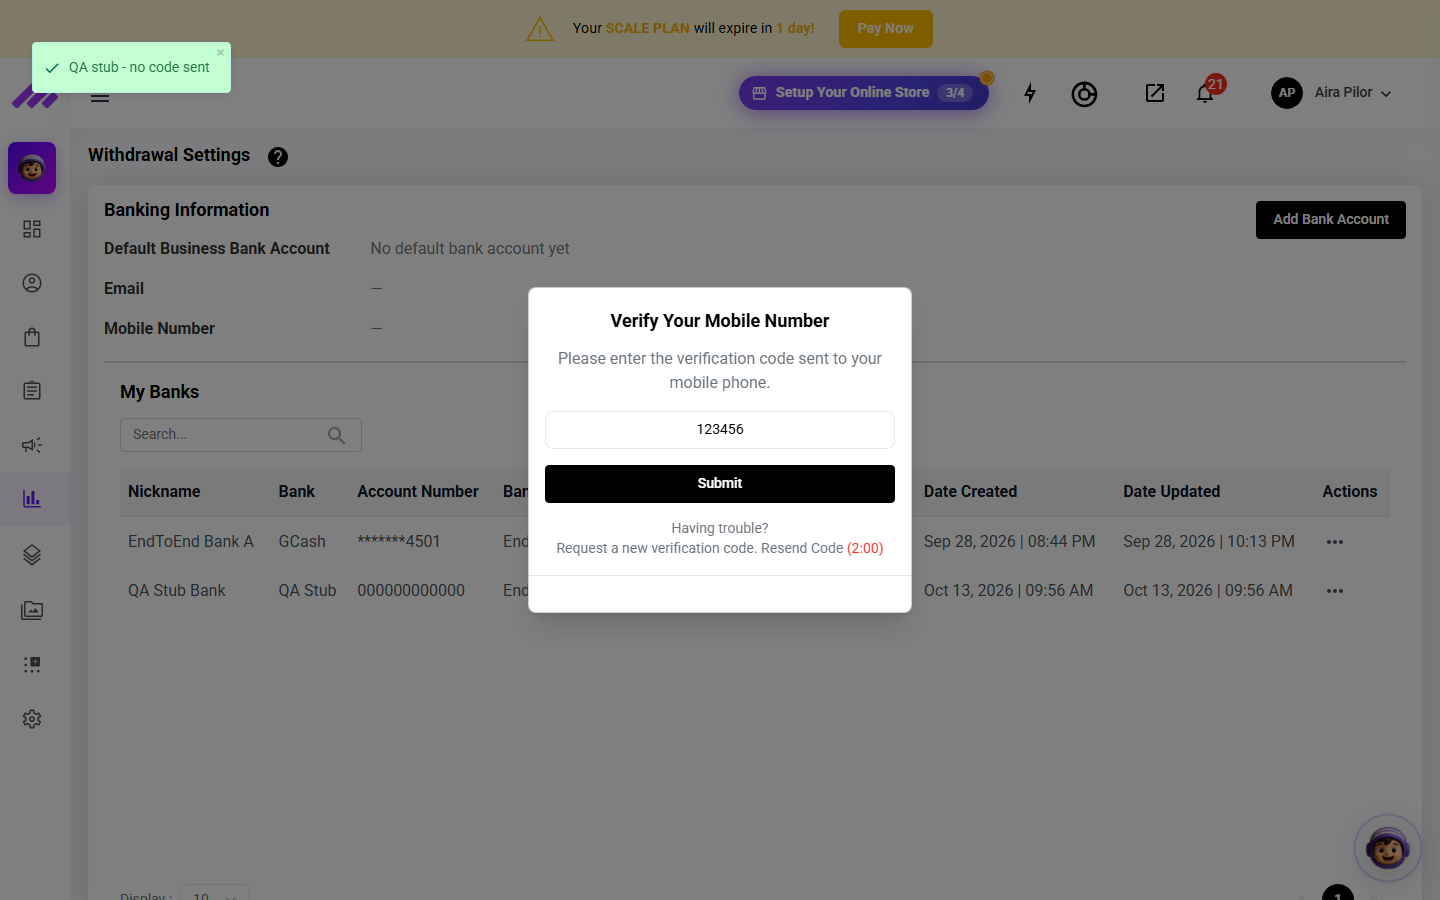 Your SCALE PLAN will expire in 1 day!
Pay Now
QA stub - no code sent
×
Setup Your Online Store 3/4
21
AP
Aira Pilor
Withdrawal Settings
?
Banking Information
Add Bank Account
Default Business Bank Account
No default bank account yet
Email
—
Mobile Number
—
Verify Your Mobile Number
Please enter the verification code sent to your
mobile phone.
123456
Submit
Having trouble?
Request a new verification code. Resend Code (2:00)
My Banks
Search...
Nickname Bank Account Number Ban Date Created Date Updated Actions
EndToEnd Bank A GCash *******4501 End Sep 28, 2026 | 08:44 PM Sep 28, 2026 | 10:13 PM
QA Stub Bank QA Stub 000000000000 End Oct 13, 2026 | 09:56 AM Oct 13, 2026 | 09:56 AM
Display : 10
1